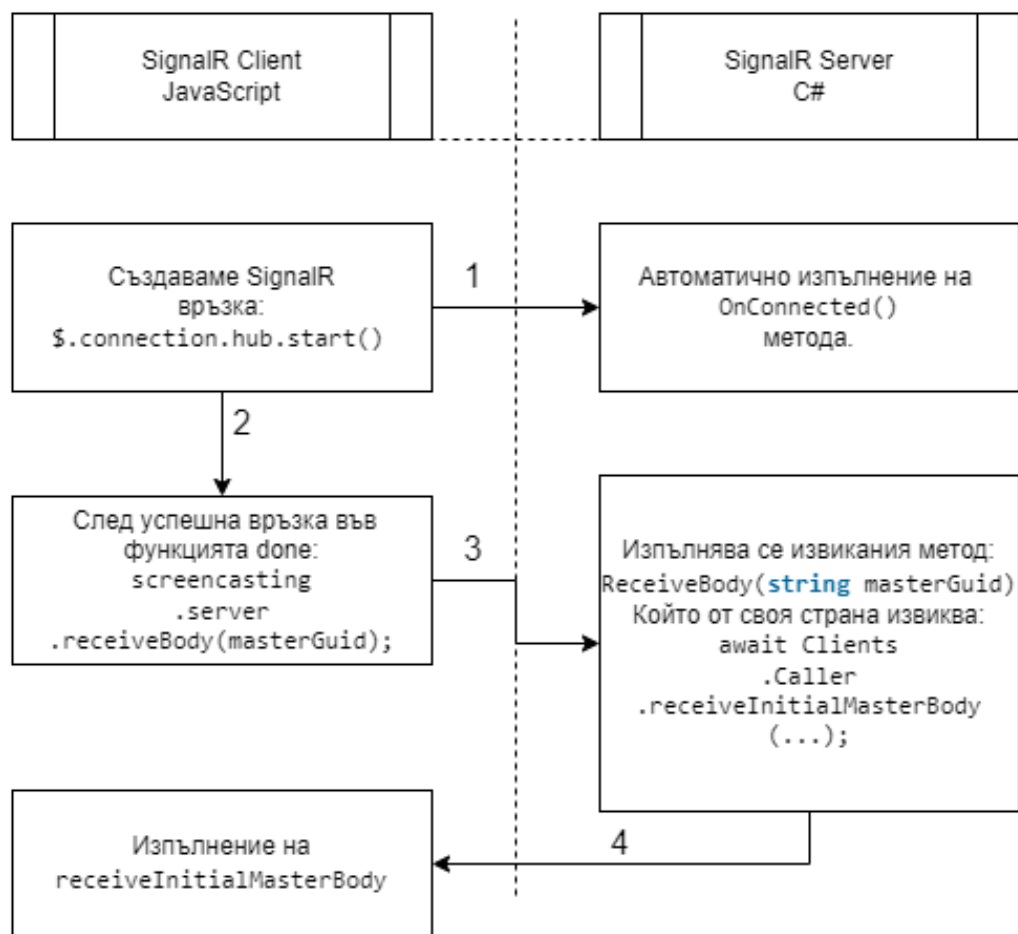 SignalR Client
JavaScript
SignalR Server
C#
Създаваме SignalR
връзка:
$.connection.hub.start()
1
Автоматично изпълнение на
OnConnected()
метода.
2
След успешна връзка във
функцията done:
screencasting
.server
.receiveBody(masterGuid);
3
Изпълнява се извикания метод:
ReceiveBody(string masterGuid)
Който от своя страна извиква:
await Clients
.Caller
.receiveInitialMasterBody
(...);
4
Изпълнение на
receiveInitialMasterBody